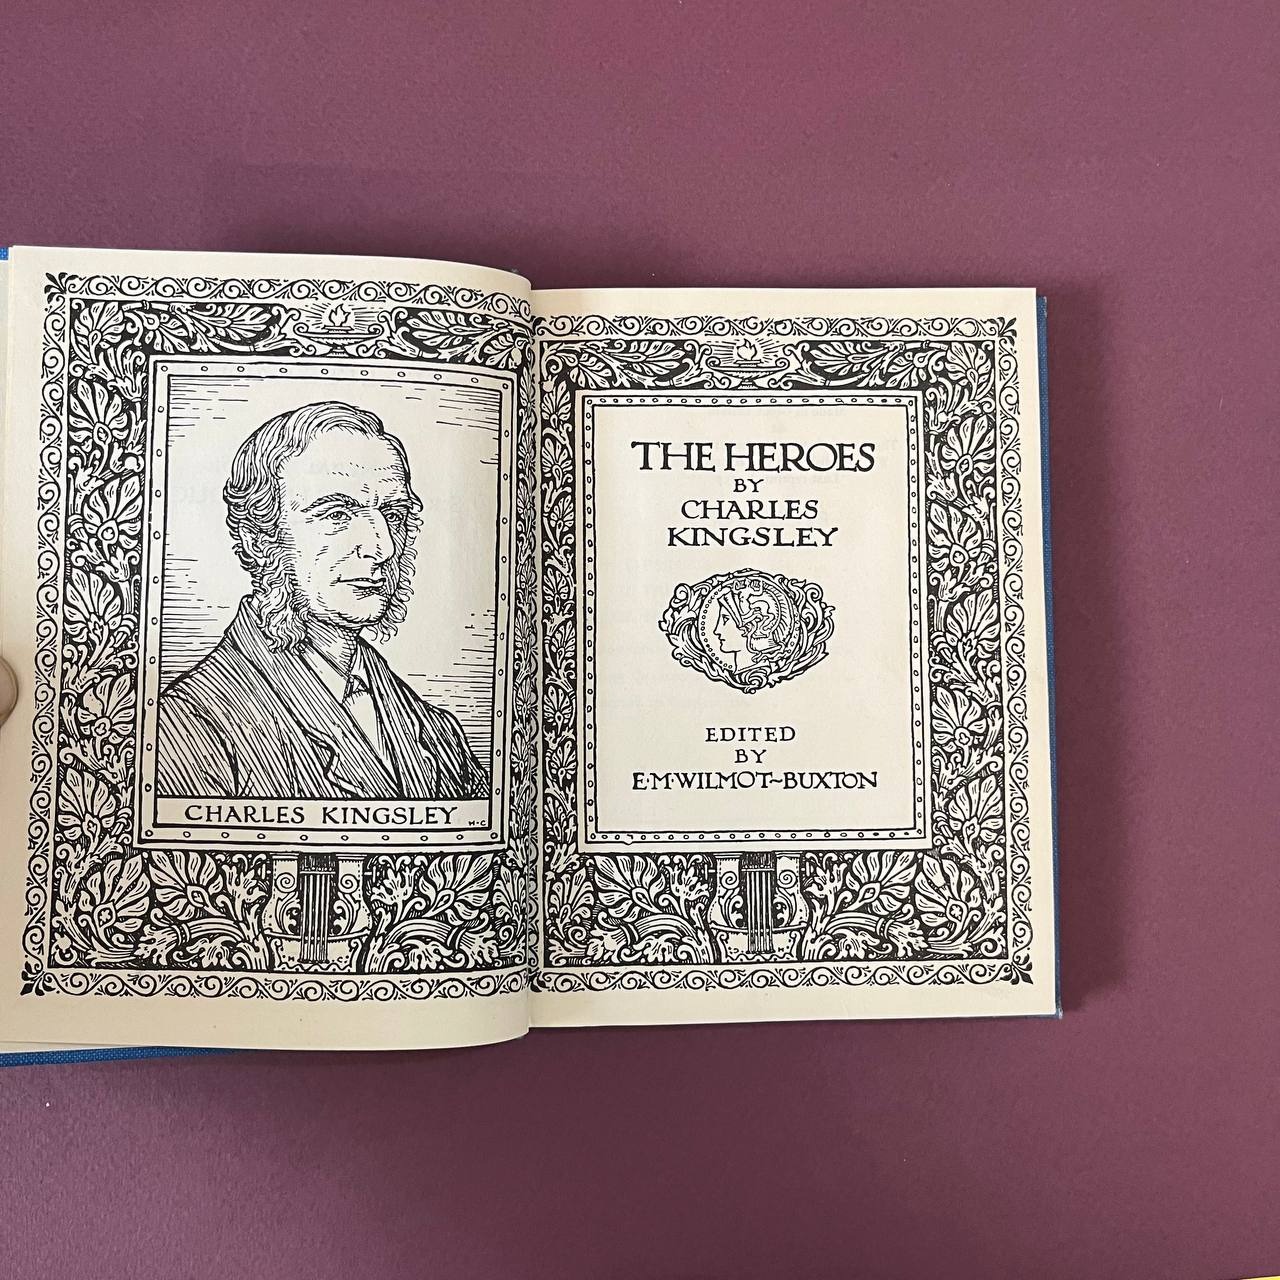 CHARLES KINGSLEY
H·C
THE HEROES
BY
CHARLES
KINGSLEY
EDITED
BY
E·M·WILMOT~BUXTON